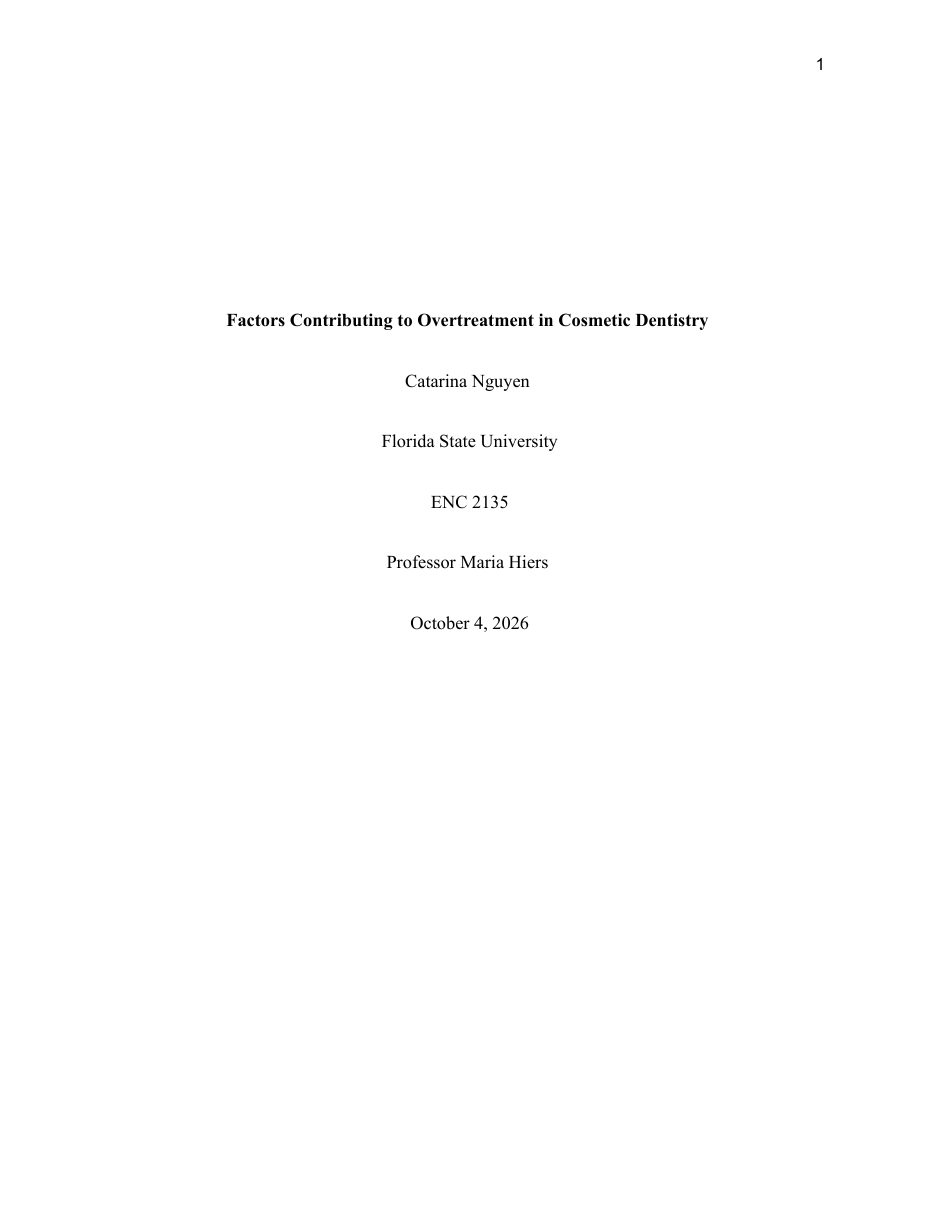 1
Factors Contributing to Overtreatment in Cosmetic Dentistry
Catarina Nguyen
Florida State University
ENC 2135
Professor Maria Hiers
October 4, 2026